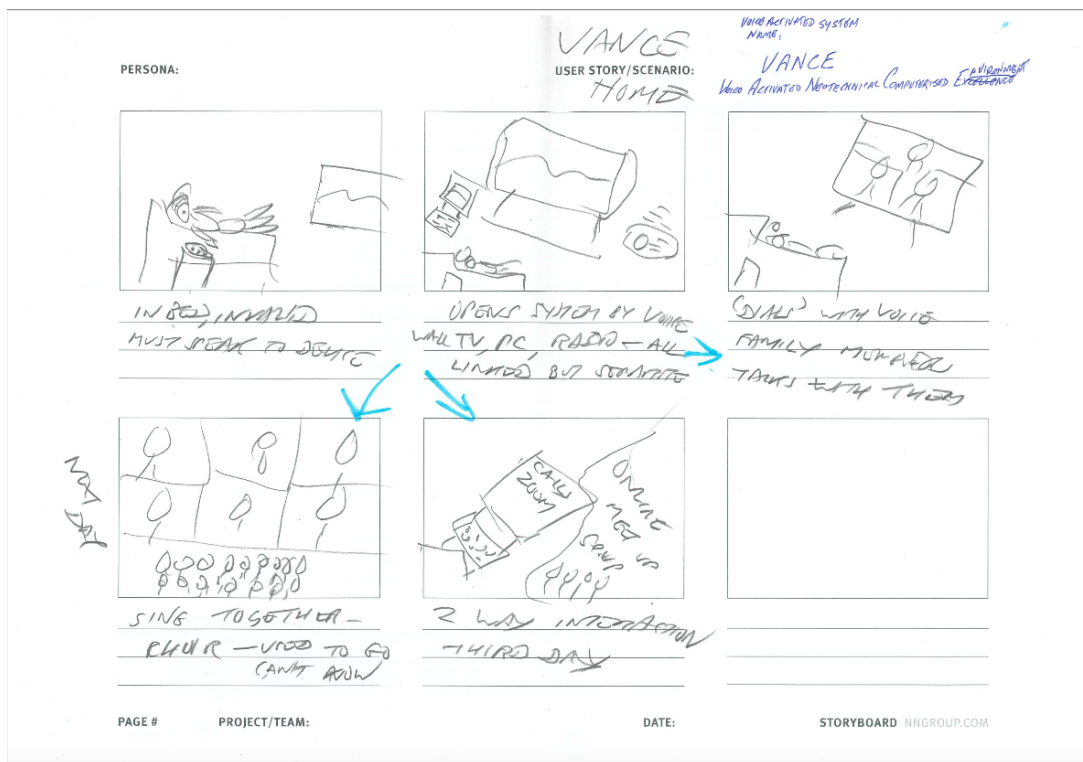 VANCE
VOICE ACTIVATED SYSTEM
NAME:
PERSONA:
USER STORY/SCENARIO:
VANCE
HOME
VOICE ACTIVATED NEOTECHNICAL COMPUTERISED EXCELLENCE ENVIRONMENT
IN BED, INVALID
MUST SPEAK TO DEVICE
OPENS SYSTEM BY VOICE
WALL TV, PC, RADIO - ALL
LINKED BUT SEPARATE
'DIALS' WITH VOICE
FAMILY MEMBER
TALKS WITH THEM
NEXT DAY
CALLS
ZOOM
ONLINE
MEET UP
SING TOGETHER -
CHOIR - USED TO GO
CAN'T NOW
2 WAY INTERACTION
THIRD DAY
PAGE #
PROJECT/TEAM:
DATE:
STORYBOARD NNGROUP.COM